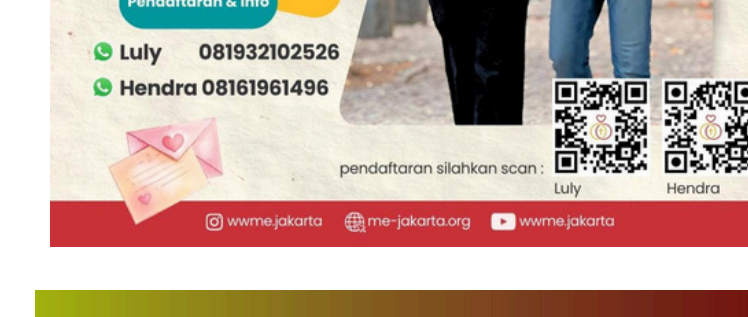 Pendaftaran & Info
Luly 081932102526
Hendra 08161961496
pendaftaran silahkan scan :
Luly
Hendra
wwme.jakarta me-jakarta.org wwme.jakarta